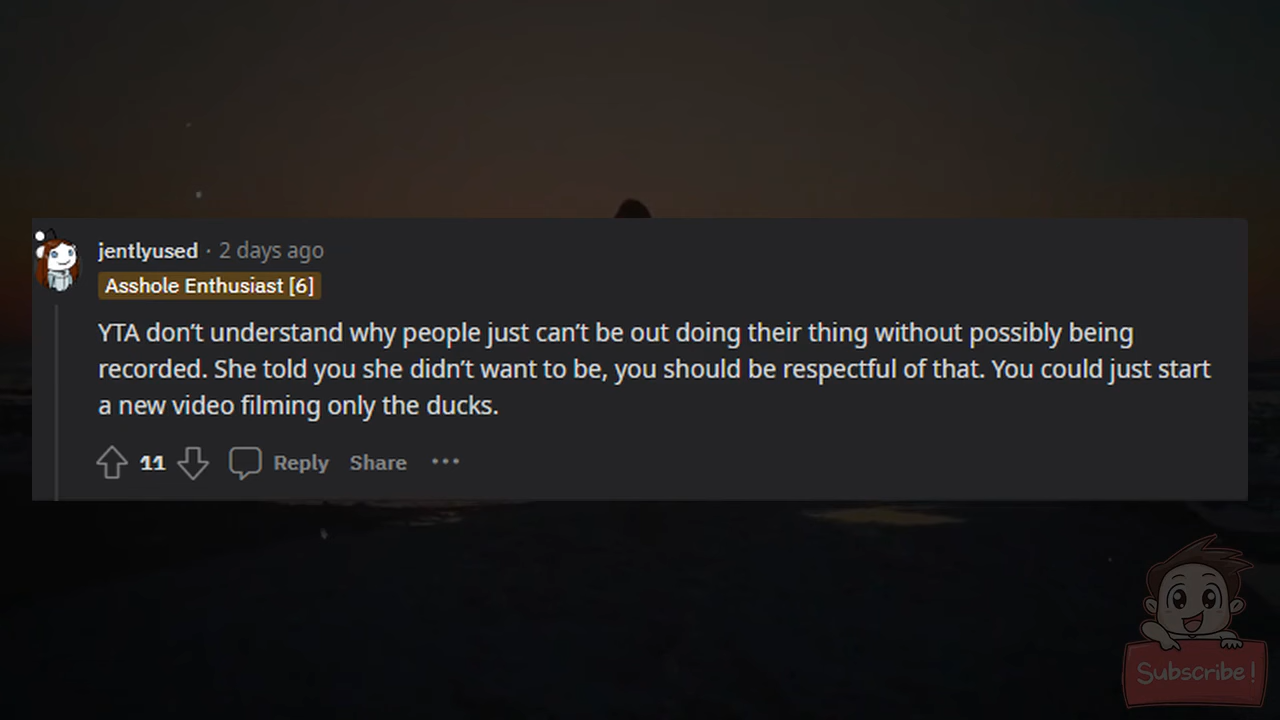 jentlyused · 2 days ago
Asshole Enthusiast [6]
YTA don’t understand why people just can’t be out doing their thing without possibly being
recorded. She told you she didn’t want to be, you should be respectful of that. You could just start
a new video filming only the ducks.
11 Reply Share ···
Subscribe!